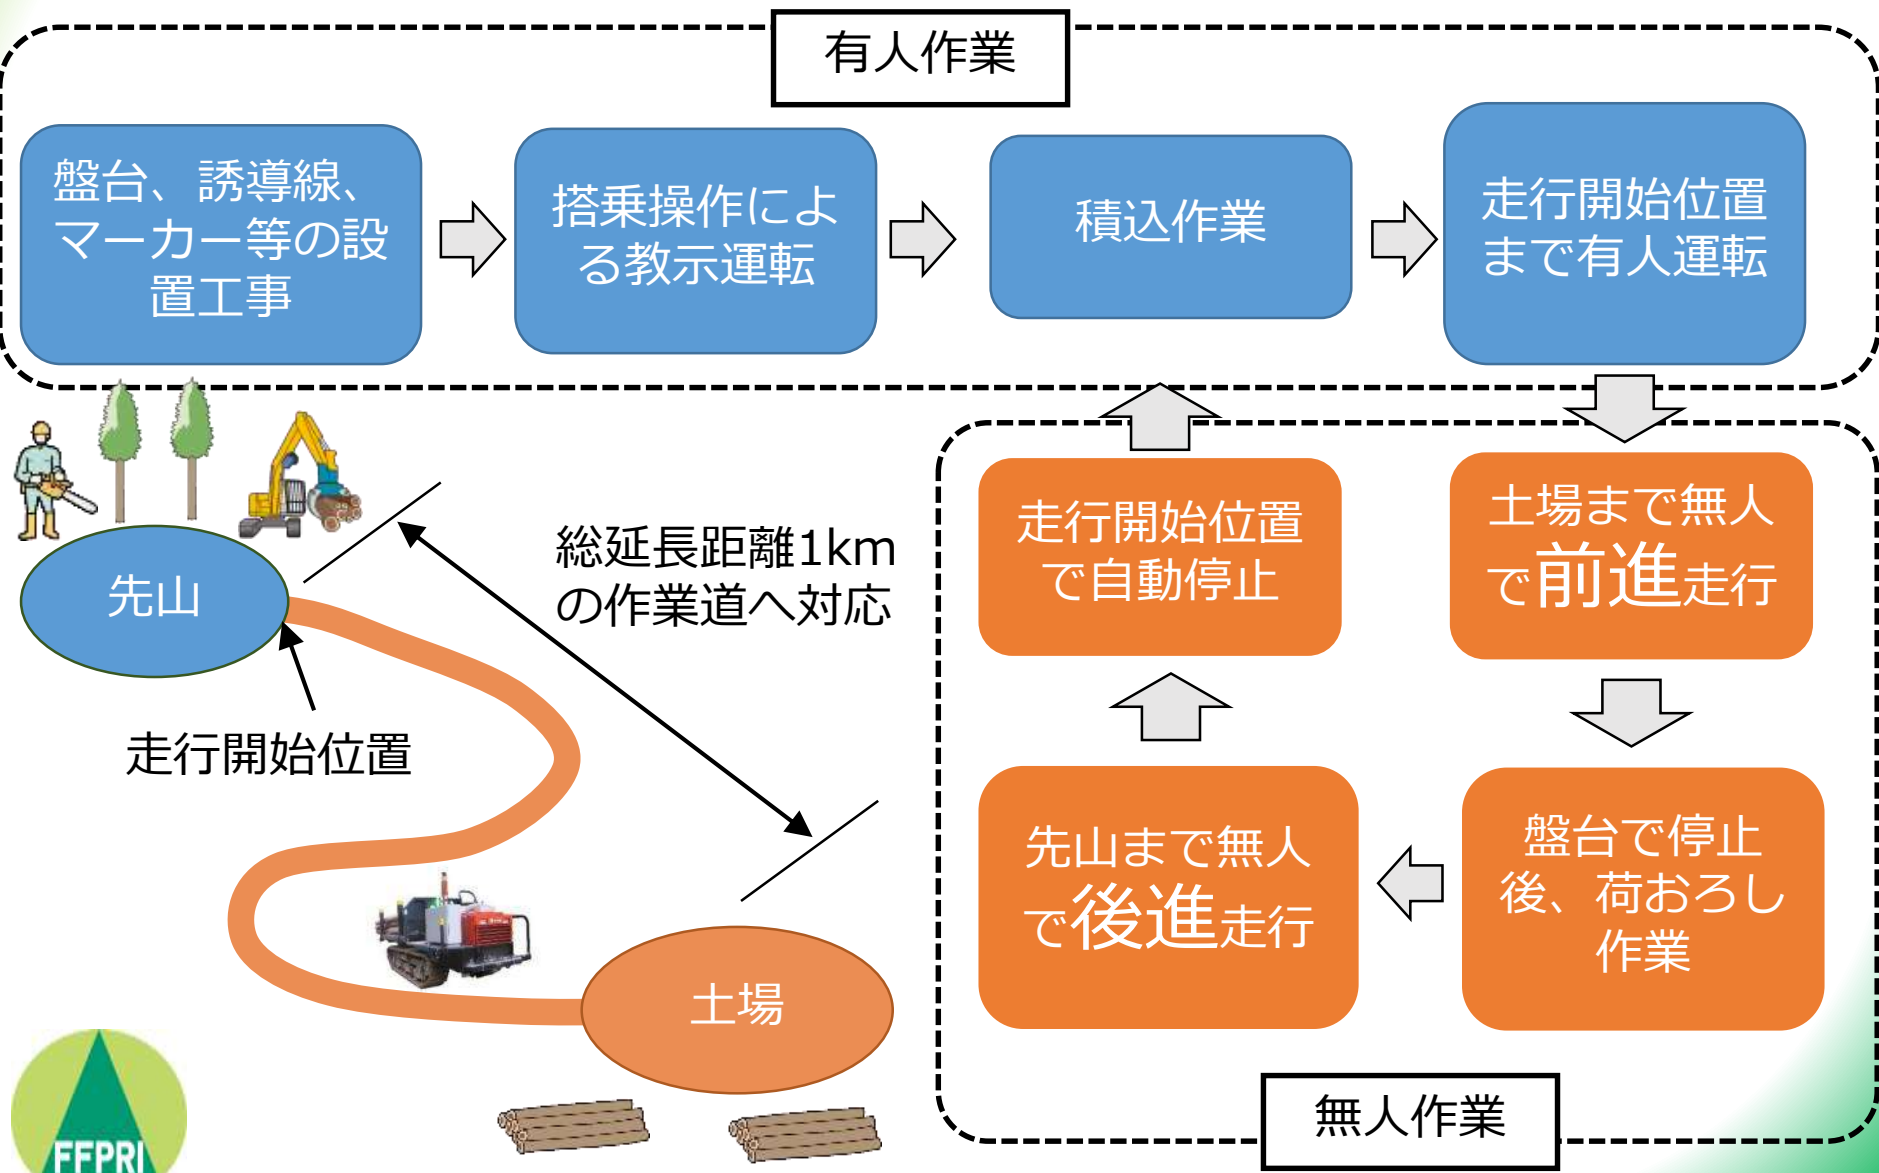 有人作業
盤台、誘導線、
マーカー等の設
置工事
搭乗操作によ
る教示運転
積込作業
走行開始位置
まで有人運転
総延長距離1km
の作業道へ対応
先山
走行開始位置
土場
走行開始位置
で自動停止
土場まで無人
で前進走行
先山まで無人
で後進走行
盤台で停止
後、荷おろし
作業
無人作業
FFPRI